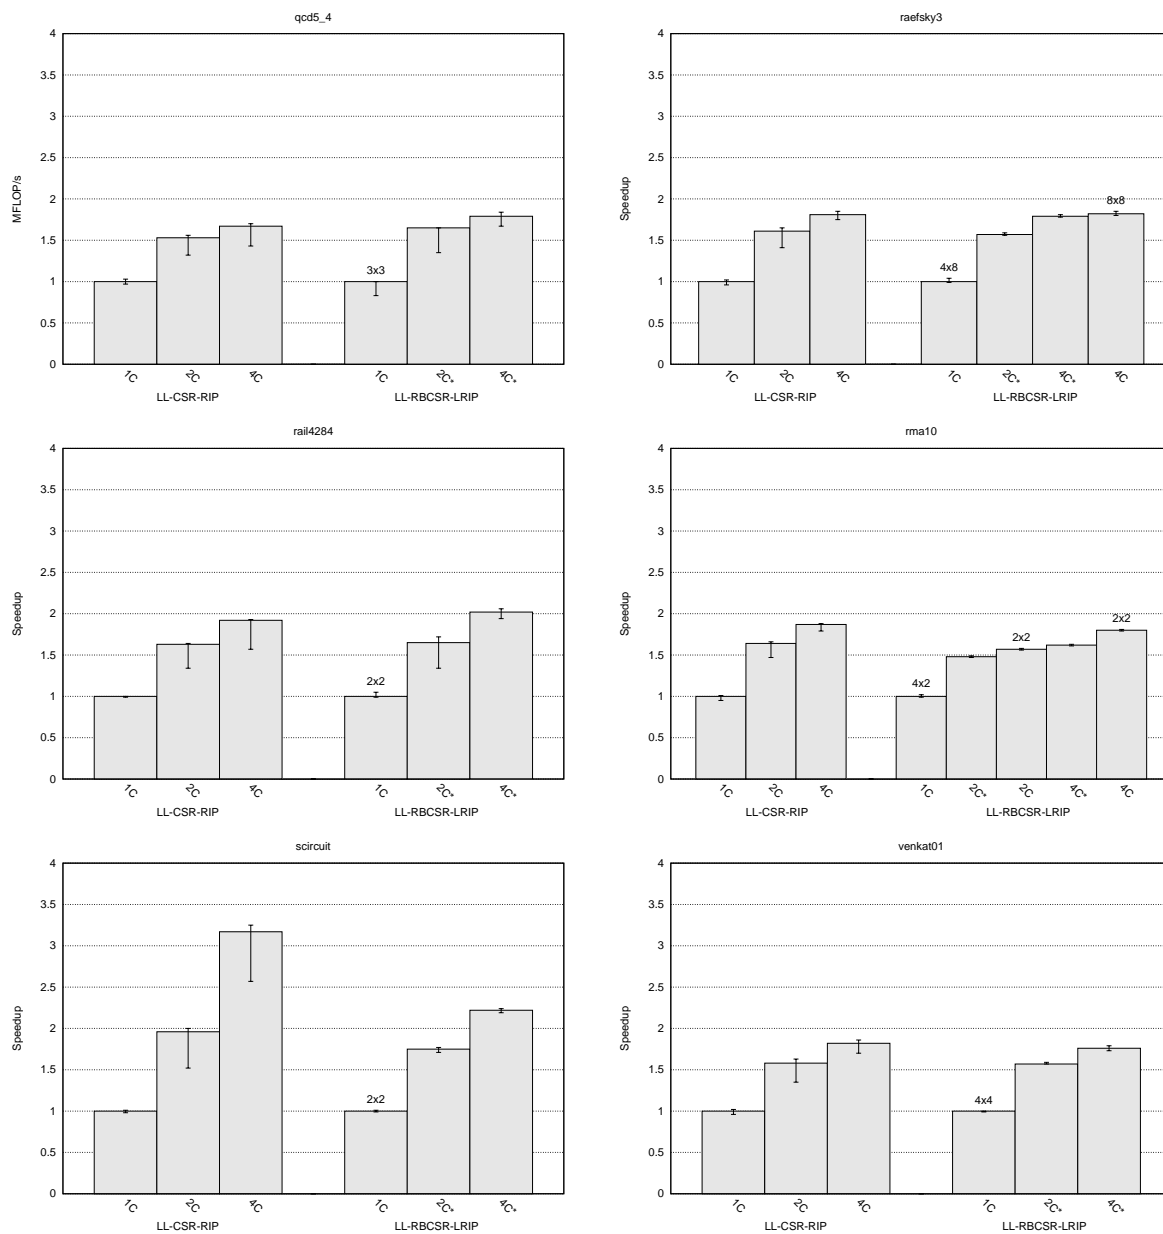 qcd5_4
4
3.5
3
2.5
2
1.5
1
0.5
0
MFLOP/s
3x3
1C 2C 4C 1C 2C* 4C*
LL-CSR-RIP LL-RBCSR-LRIP
raefsky3
4
3.5
3
2.5
2
1.5
1
0.5
0
Speedup
4x8 8x8
1C 2C 4C 1C 2C* 4C* 4C
LL-CSR-RIP LL-RBCSR-LRIP
rail4284
4
3.5
3
2.5
2
1.5
1
0.5
0
Speedup
2x2
1C 2C 4C 1C 2C* 4C*
LL-CSR-RIP LL-RBCSR-LRIP
rma10
4
3.5
3
2.5
2
1.5
1
0.5
0
Speedup
4x2 2x2 2x2
1C 2C 4C 1C 2C* 2C 4C* 4C
LL-CSR-RIP LL-RBCSR-LRIP
scircuit
4
3.5
3
2.5
2
1.5
1
0.5
0
Speedup
2x2
1C 2C 4C 1C 2C* 4C*
LL-CSR-RIP LL-RBCSR-LRIP
venkat01
4
3.5
3
2.5
2
1.5
1
0.5
0
Speedup
4x4
1C 2C 4C 1C 2C* 4C*
LL-CSR-RIP LL-RBCSR-LRIP